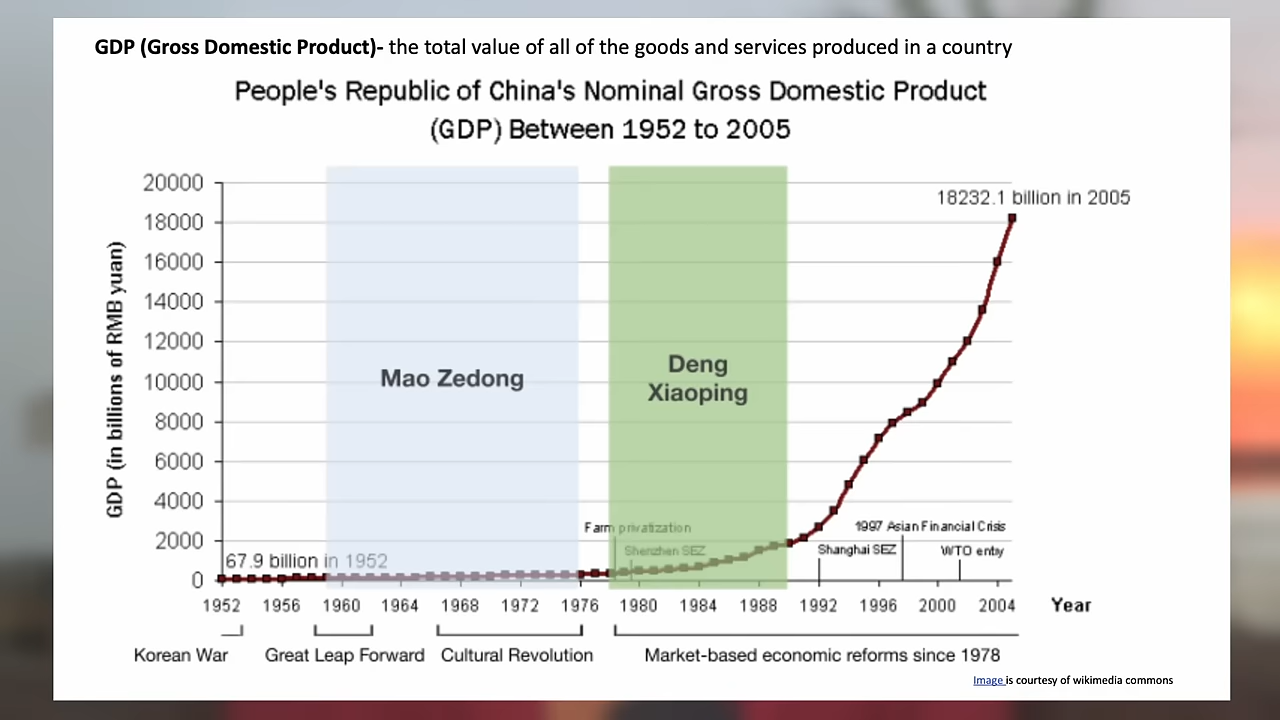 GDP (Gross Domestic Product)- the total value of all of the goods and services produced in a country
People's Republic of China's Nominal Gross Domestic Product
(GDP) Between 1952 to 2005
GDP (in billions of RMB yuan)
20000
18000
16000
14000
12000
10000
8000
6000
4000
2000
0
18232.1 billion in 2005
Mao Zedong
Deng
Xiaoping
67.9 billion in 1952
Farm privatization
Shenzhen SEZ
1997 Asian Financial Crisis
Shanghai SEZ
WTO entry
1952 1956 1960 1964 1968 1972 1976 1980 1984 1988 1992 1996 2000 2004 Year
Korean War Great Leap Forward Cultural Revolution Market-based economic reforms since 1978
Image is courtesy of wikimedia commons